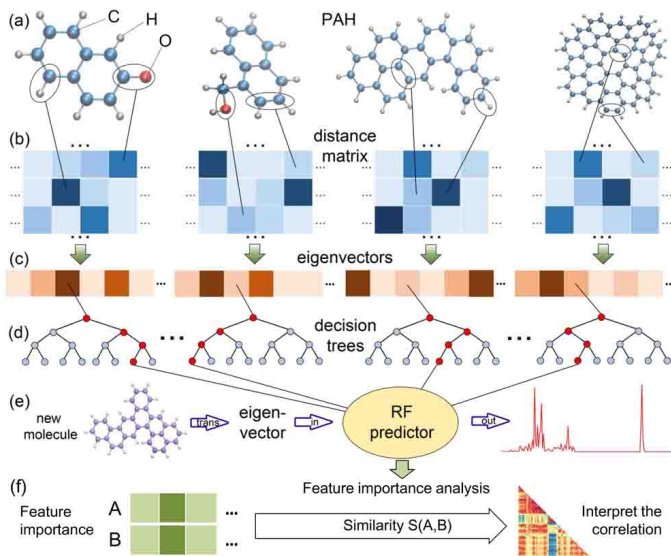 (a)
C
H
O
PAH
(b)
distance
matrix
... ... ... ...
... ... ... ...
(c)
eigenvectors
... ... ...
(d)
decision
trees
... ...
(e)
new
molecule
trans
eigen-
vector
in
RF
predictor
out
(f)
Feature importance analysis
Feature
importance
A
...
B
...
Similarity S(A,B)
Interpret the
correlation